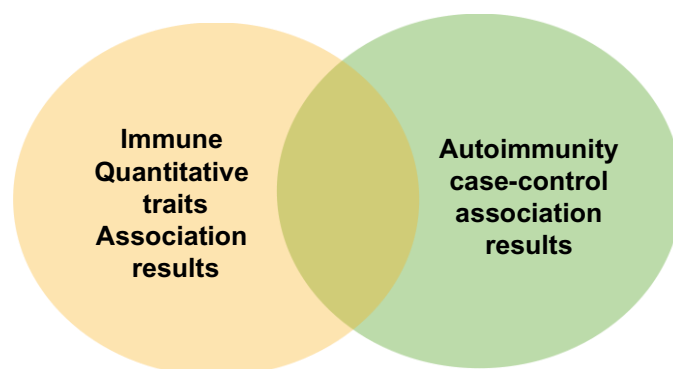 Immune
Quantitative
traits
Association
results
Autoimmunity
case-control
association
results